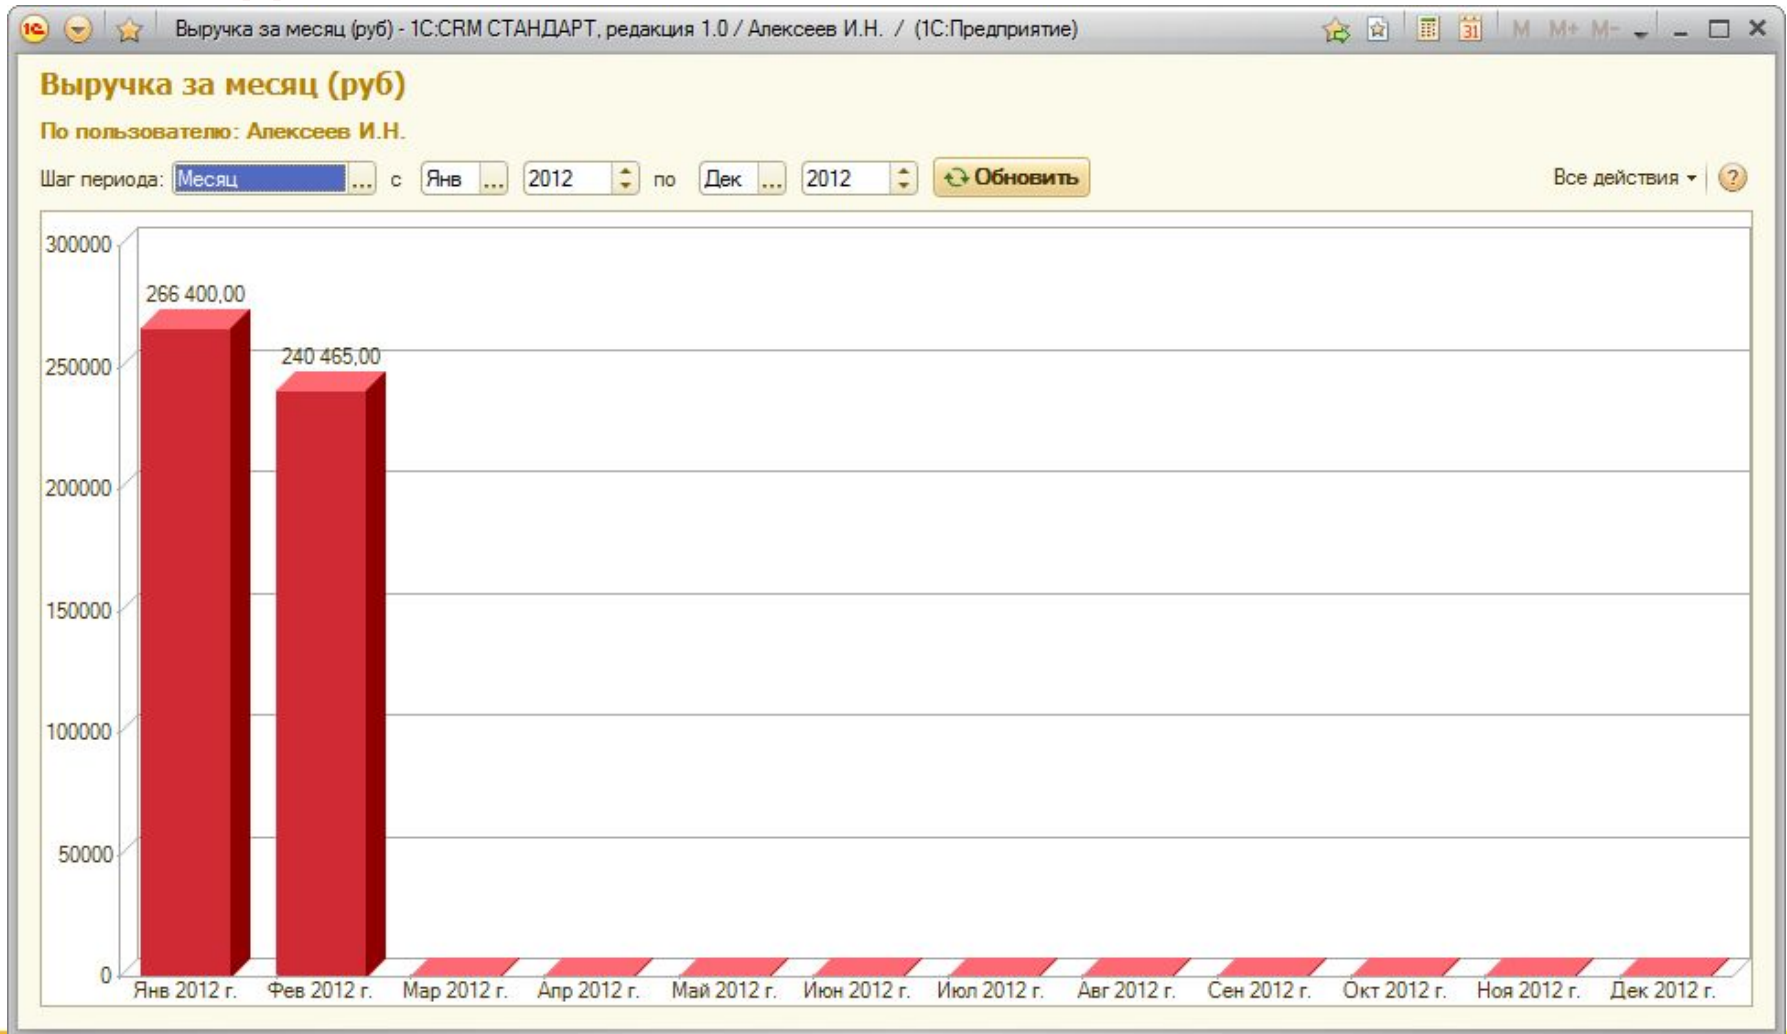 Выручка за месяц (руб) - 1С:CRM СТАНДАРТ, редакция 1.0 / Алексеев И.Н. / (1С:Предприятие) 31 M M+ M-
Выручка за месяц (руб)
По пользователю: Алексеев И.Н.
Шаг периода: Месяц ... с Янв ... 2012 по Дек ... 2012 Обновить Все действия ?
300000
266 400,00
240 465,00
250000
200000
150000
100000
50000
0
Янв 2012 г. Фев 2012 г. Мар 2012 г. Апр 2012 г. Май 2012 г. Июн 2012 г. Июл 2012 г. Авг 2012 г. Сен 2012 г. Окт 2012 г. Ноя 2012 г. Дек 2012 г.